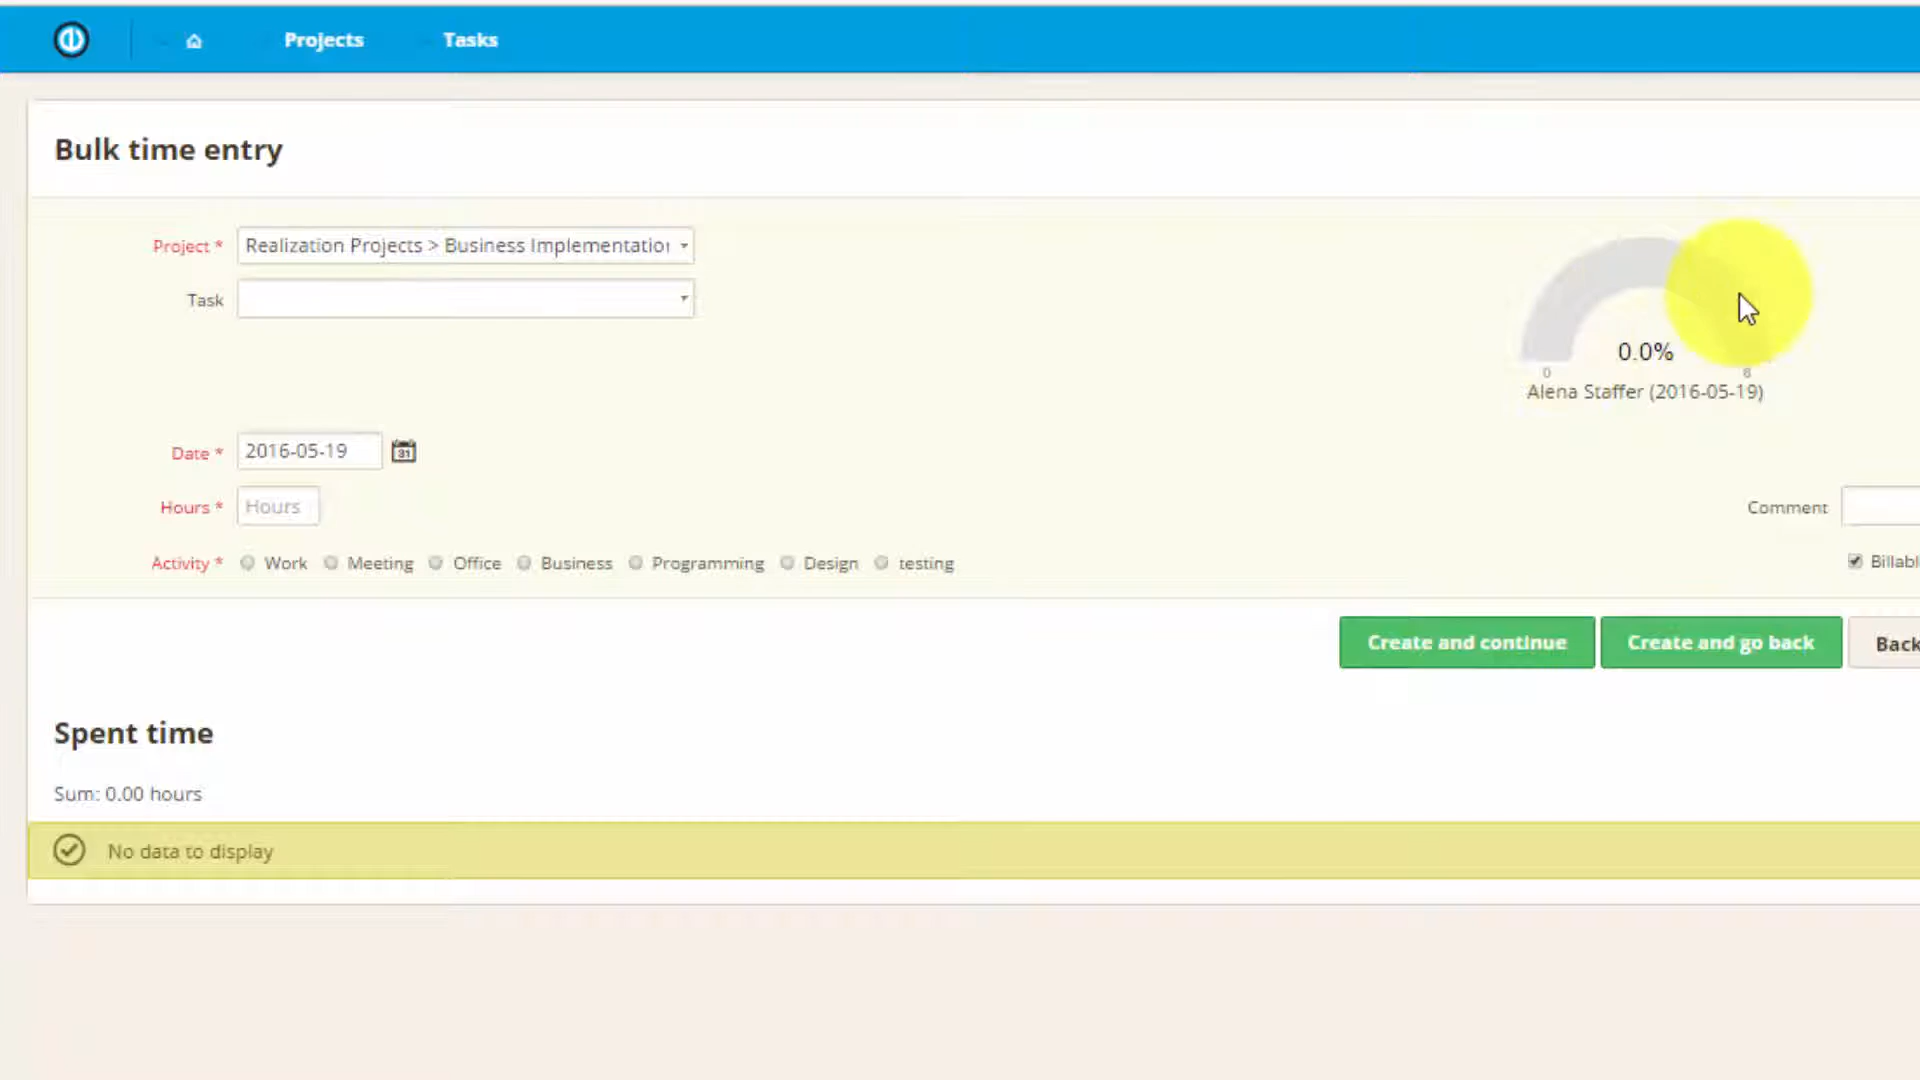 Projects
Tasks
Bulk time entry
Project *
Realization Projects > Business Implementatio
Task
0.0%
0
8
Alena Staffer (2016-05-19)
Date *
2016-05-19
31
Hours *
Hours
Comment
Activity *
Work
Meeting
Office
Business
Programming
Design
testing
Billabl
Create and continue
Create and go back
Back
Spent time
Sum: 0.00 hours
No data to display